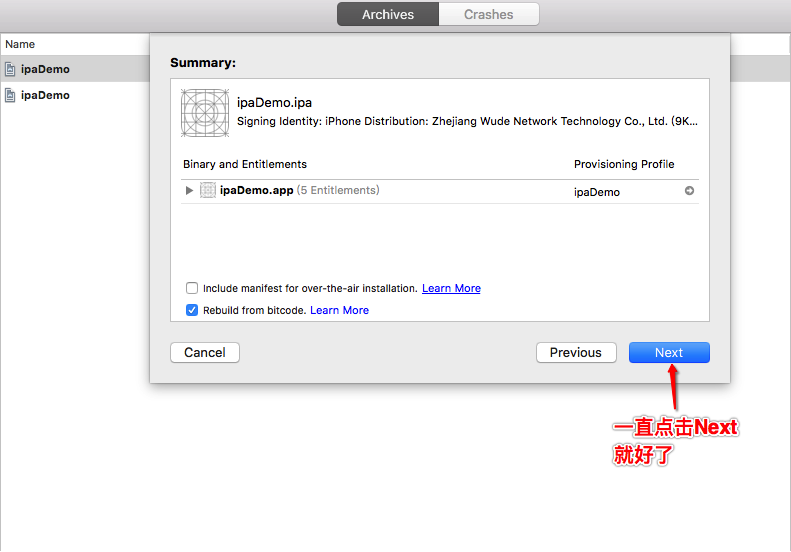 Archives
Crashes
Name
ipaDemo
ipaDemo
Summary:
ipaDemo.ipa
Signing Identity: iPhone Distribution: Zhejiang Wude Network Technology Co., Ltd. (9K...
Binary and Entitlements
Provisioning Profile
ipaDemo.app (5 Entitlements)
ipaDemo
Include manifest for over-the-air installation. Learn More
Rebuild from bitcode. Learn More
Cancel
Previous
Next
一直点击Next
就好了